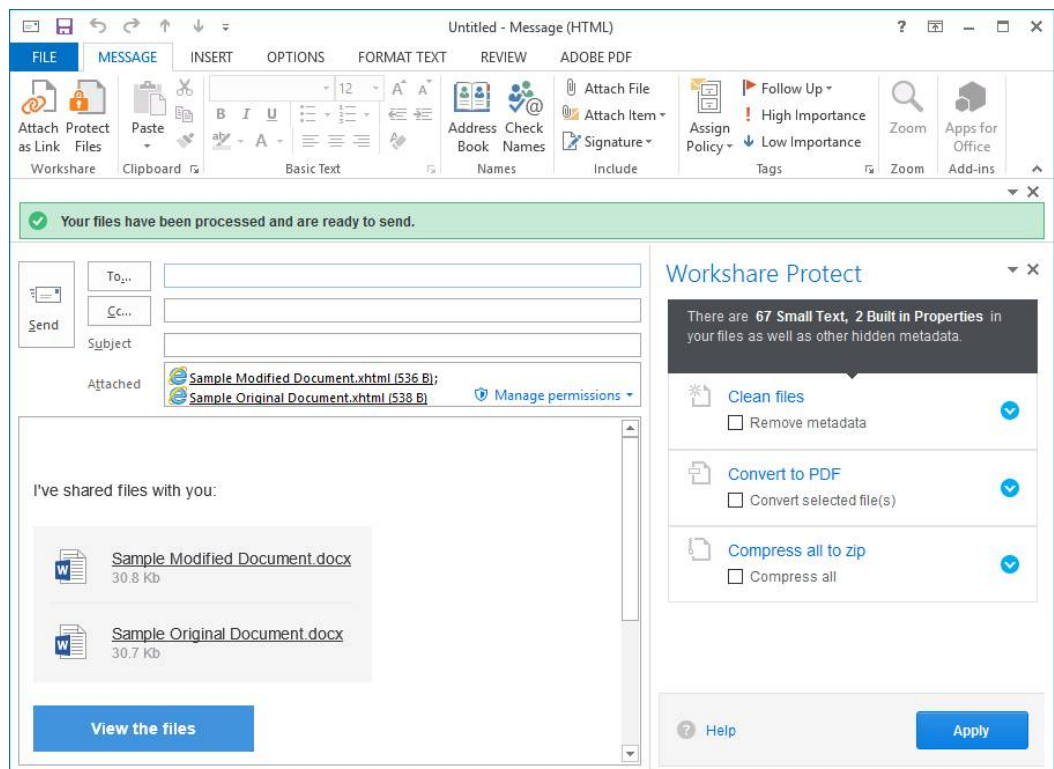 Untitled - Message (HTML)
?
FILE MESSAGE INSERT OPTIONS FORMAT TEXT REVIEW ADOBE PDF
Attach as Link
Protect Files
Workshare
Paste
Clipboard
12
A A
B I U
ab A
Basic Text
Address Book
Check Names
Names
Attach File
Attach Item
Signature
Include
Assign Policy
Follow Up
High Importance
Low Importance
Tags
Zoom
Zoom
Apps for Office
Add-ins
Your files have been processed and are ready to send.
Send
To...
Cc...
Subject
Attached
Sample Modified Document.xhtml (536 B);
Sample Original Document.xhtml (538 B)
Manage permissions
I've shared files with you:
Sample Modified Document.docx
30.8 Kb
Sample Original Document.docx
30.7 Kb
View the files
Workshare Protect
There are 67 Small Text, 2 Built in Properties in
your files as well as other hidden metadata.
Clean files
Remove metadata
Convert to PDF
Convert selected file(s)
Compress all to zip
Compress all
? Help
Apply